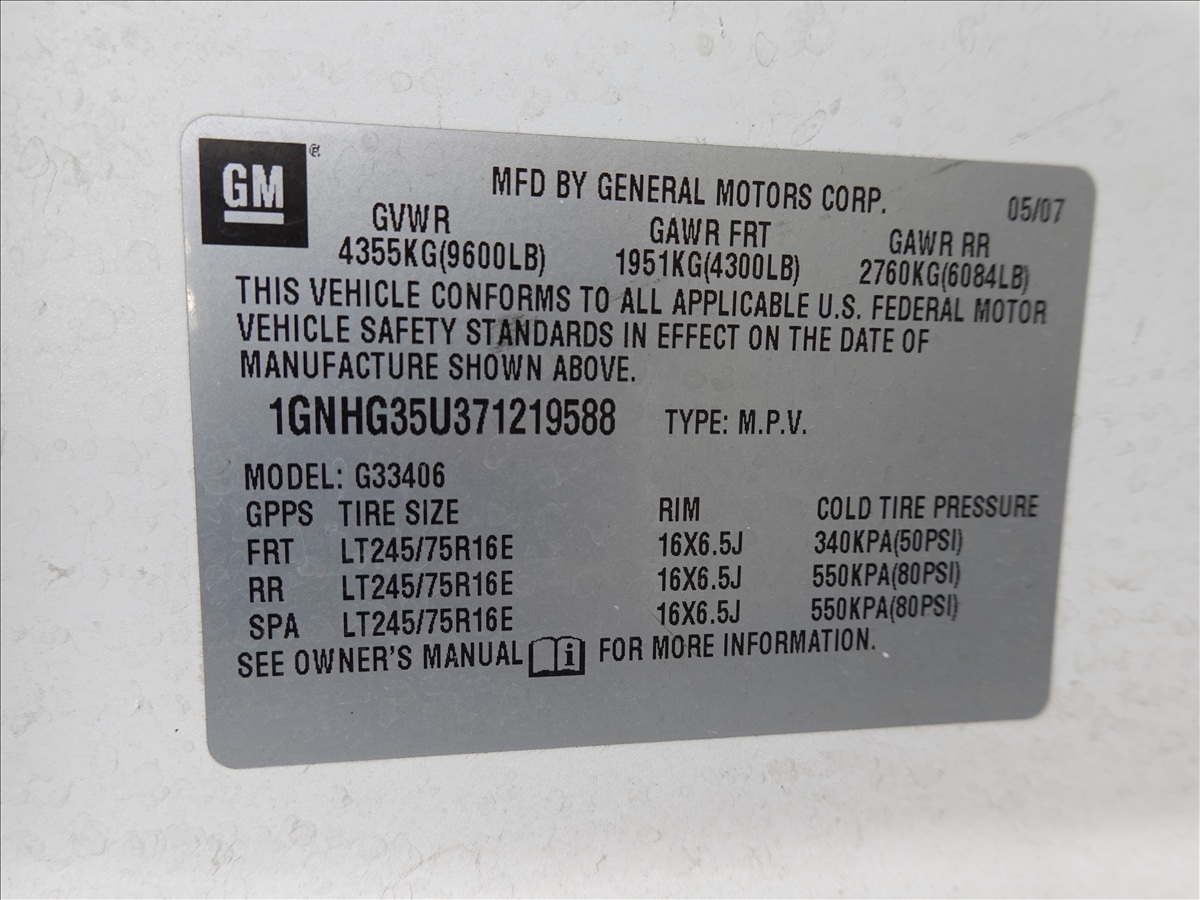 GM®
MFD BY GENERAL MOTORS CORP. 05/07
GVWR GAWR FRT GAWR RR
4355KG(9600LB) 1951KG(4300LB) 2760KG(6084LB)
THIS VEHICLE CONFORMS TO ALL APPLICABLE U.S. FEDERAL MOTOR
VEHICLE SAFETY STANDARDS IN EFFECT ON THE DATE OF
MANUFACTURE SHOWN ABOVE.
1GNHG35U371219588 TYPE: M.P.V.
MODEL: G33406
GPPS TIRE SIZE RIM COLD TIRE PRESSURE
FRT LT245/75R16E 16X6.5J 340KPA(50PSI)
RR LT245/75R16E 16X6.5J 550KPA(80PSI)
SPA LT245/75R16E 16X6.5J 550KPA(80PSI)
SEE OWNER'S MANUAL i FOR MORE INFORMATION.